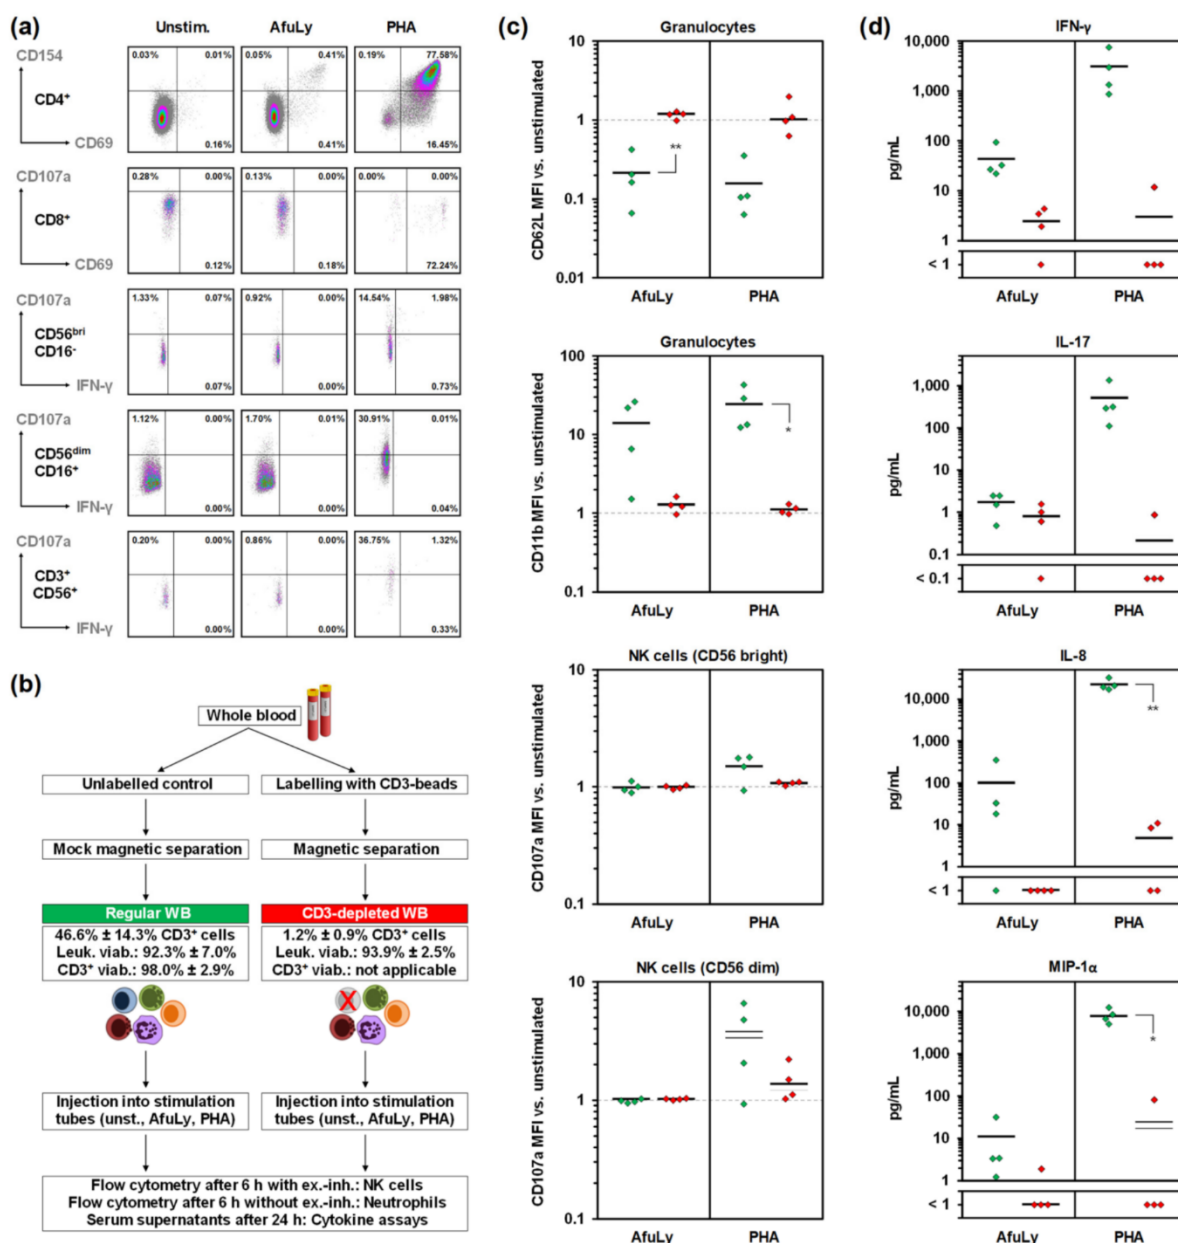 (a)
Unstim. AfuLy PHA
CD154
CD4+
CD69
0.03% 0.01% 0.16%
0.05% 0.41% 0.41%
0.19% 77.58% 16.45%
CD107a
CD8+
CD69
0.28% 0.12%
0.13% 0.18%
0.00% 0.00% 72.24%
CD107a
CD56bri
CD16-
IFN-γ
1.33% 0.07% 0.07%
0.92% 0.00% 0.00%
14.54% 1.98% 0.73%
CD107a
CD56dim
CD16+
IFN-γ
1.12% 0.00% 0.00%
1.70% 0.01% 0.00%
30.91% 0.01% 0.04%
CD107a
CD3+
CD56+
IFN-γ
0.20% 0.00% 0.00%
0.86% 0.00% 0.00%
36.75% 1.32% 0.33%
(b)
Whole blood
Unlabelled control
Labelling with CD3-beads
Mock magnetic separation
Magnetic separation
Regular WB
46.6% ± 14.3% CD3+ cells
Leuk. viab.: 92.3% ± 7.0%
CD3+ viab.: 98.0% ± 2.9%
CD3-depleted WB
1.2% ± 0.9% CD3+ cells
Leuk. viab.: 93.9% ± 2.5%
CD3+ viab.: not applicable
X
Injection into stimulation
tubes (unst., AfuLy, PHA)
Injection into stimulation
tubes (unst., AfuLy, PHA)
Flow cytometry after 6 h with ex.-inh.: NK cells
Flow cytometry after 6 h without ex.-inh.: Neutrophils
Serum supernatants after 24 h: Cytokine assays
(c)
Granulocytes
CD62L MFI vs. unstimulated
10
1
0.1
0.01
**
AfuLy PHA
Granulocytes
CD11b MFI vs. unstimulated
100
10
1
0.1
*
AfuLy PHA
NK cells (CD56 bright)
CD107a MFI vs. unstimulated
10
1
0.1
AfuLy PHA
NK cells (CD56 dim)
CD107a MFI vs. unstimulated
10
1
0.1
AfuLy PHA
(d)
IFN-γ
pg/mL
10,000
1,000
100
10
1
< 1
AfuLy PHA
IL-17
pg/mL
1,000
100
10
1
0.1
< 0.1
AfuLy PHA
IL-8
pg/mL
10,000
1,000
100
10
1
< 1
**
AfuLy PHA
MIP-1α
pg/mL
10,000
1,000
100
10
1
< 1
*
AfuLy PHA